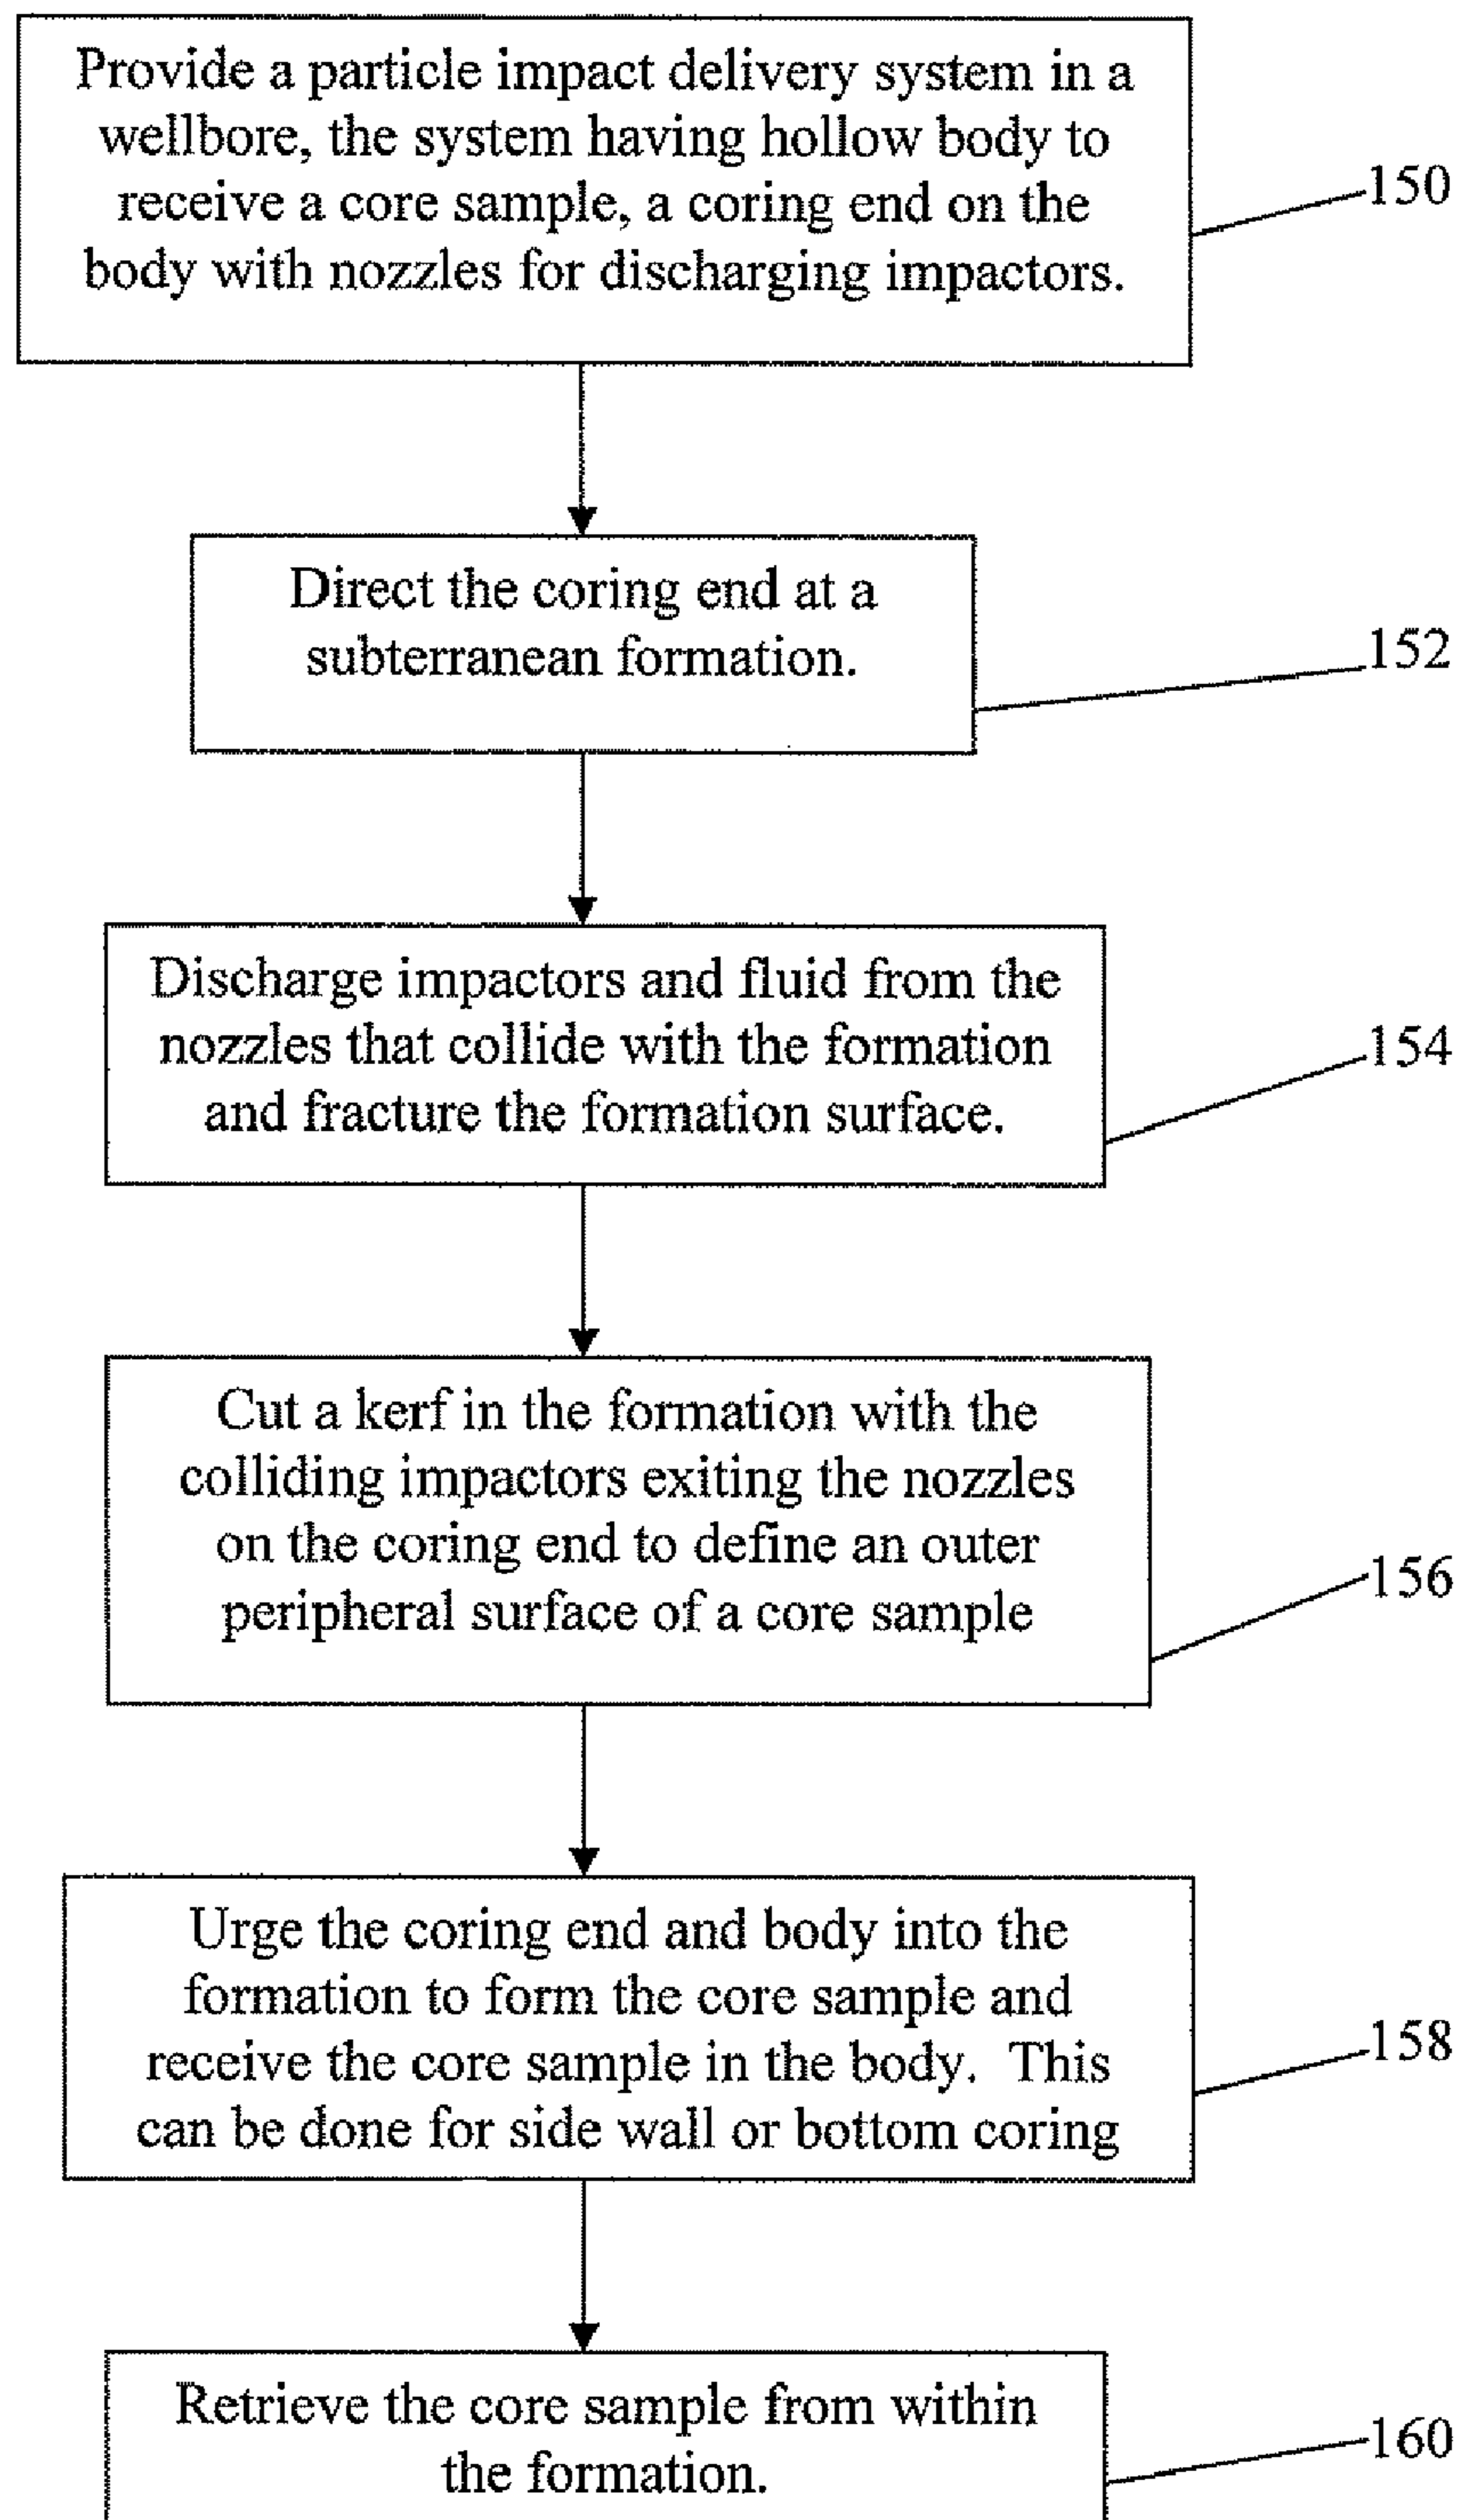 Provide a particle impact delivery system in a
wellbore, the system having hollow body to
receive a core sample, a coring end on the
body with nozzles for discharging impactors.
150
Direct the coring end at a
subterranean formation.
152
Discharge impactors and fluid from the
nozzles that collide with the formation
and fracture the formation surface.
154
Cut a kerf in the formation with the
colliding impactors exiting the nozzles
on the coring end to define an outer
peripheral surface of a core sample
156
Urge the coring end and body into the
formation to form the core sample and
receive the core sample in the body.  This
can be done for side wall or bottom coring
158
Retrieve the core sample from within
the formation.
160